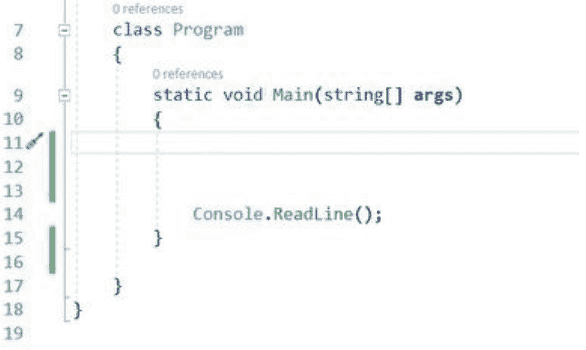 0 references
7 class Program
8 {
0 references
9 static void Main(string[] args)
10 {
11
12
13
14 Console.ReadLine();
15 }
16
17 }
18 }
19